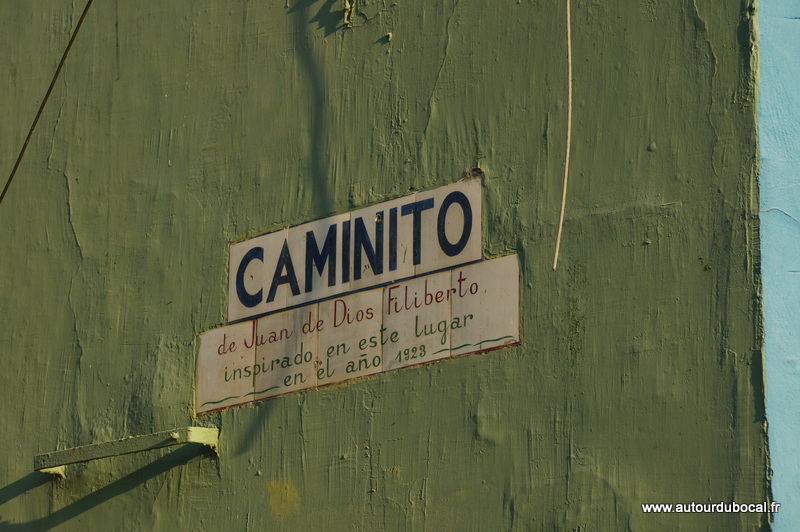 CAMINITO
de Juan de Dios Filiberto
inspirado en este lugar
en el año 1923
www.autourdubocal.fr